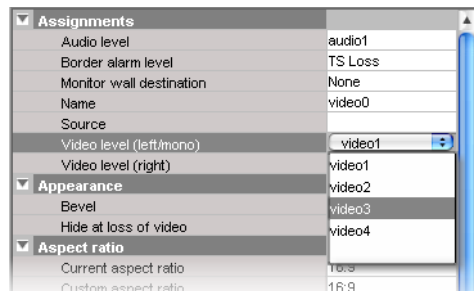 Assignments
Audio level audio1
Border alarm level TS Loss
Monitor wall destination None
Name video0
Source
Video level (left/mono) video1
Video level (right) video1
Appearance video2
Bevel video3
Hide at loss of video video4
Aspect ratio
Current aspect ratio 16:9
Custom aspect ratio 16:9